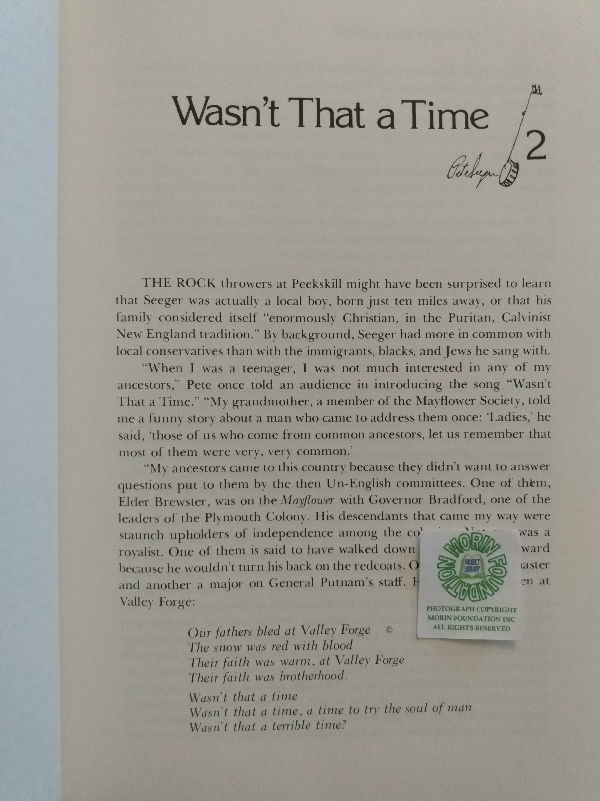 Wasn't That a Time
2
Pete Seeger
THE ROCK throwers at Peekskill might have been surprised to learn
that Seeger was actually a local boy, born just ten miles away, or that his
family considered itself “enormously Christian, in the Puritan, Calvinist
New England tradition.” By background, Seeger had more in common with
local conservatives than with the immigrants, blacks, and Jews he sang with.
“When I was a teenager, I was not much interested in any of my
ancestors,” Pete once told an audience in introducing the song “Wasn't
That a Time.” “My grandmother, a member of the Mayflower Society, told
me a funny story about a man who came to address them once: ‘Ladies,’ he
said, ‘those of us who come from common ancestors, let us remember that
most of them were very, very common.’
“My ancestors came to this country because they didn't want to answer
questions put to them by the then Un-English committees. One of them,
Elder Brewster, was on the Mayflower with Governor Bradford, one of the
leaders of the Plymouth Colony. His descendants that came my way were
staunch upholders of independence among the was a
royalist. One of them is said to have walked down ward
because he wouldn't turn his back on the redcoats. aster
and another a major on General Putnam's staff. en at
Valley Forge:
MORIN FOUNDATION
PROJECT
LIBRARY
PHOTOGRAPH COPYRIGHT
MORIN FOUNDATION INC
ALL RIGHTS RESERVED
Our fathers bled at Valley Forge ©
The snow was red with blood
Their faith was warm, at Valley Forge
Their faith was brotherhood.
Wasn't that a time
Wasn't that a time, a time to try the soul of man
Wasn't that a terrible time?